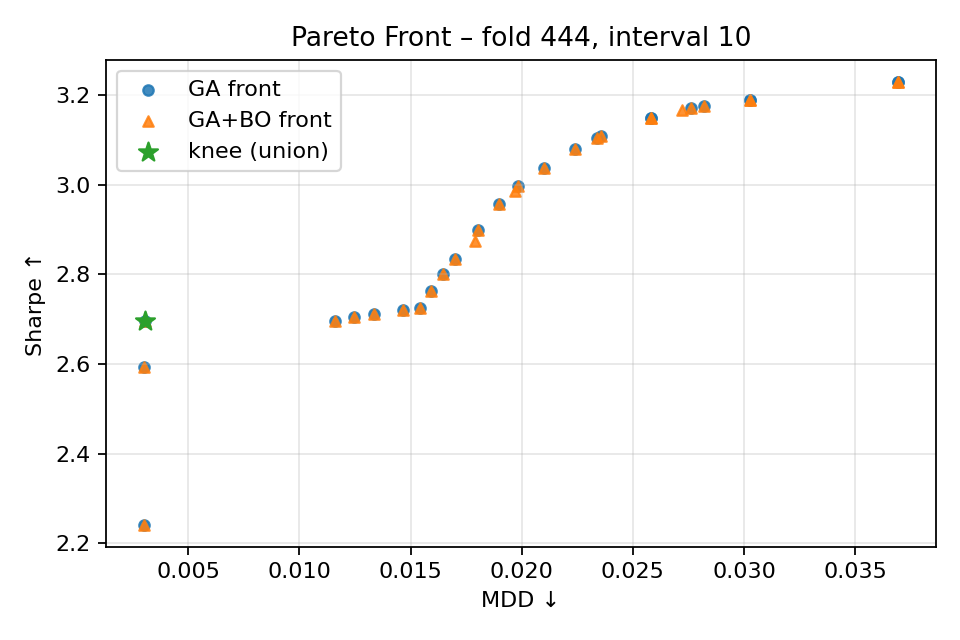 Pareto Front – fold 444, interval 10
GA front
GA+BO front
knee (union)
Sharpe ↑
3.2
3.0
2.8
2.6
2.4
2.2
0.005
0.010
0.015
0.020
0.025
0.030
0.035
MDD ↓